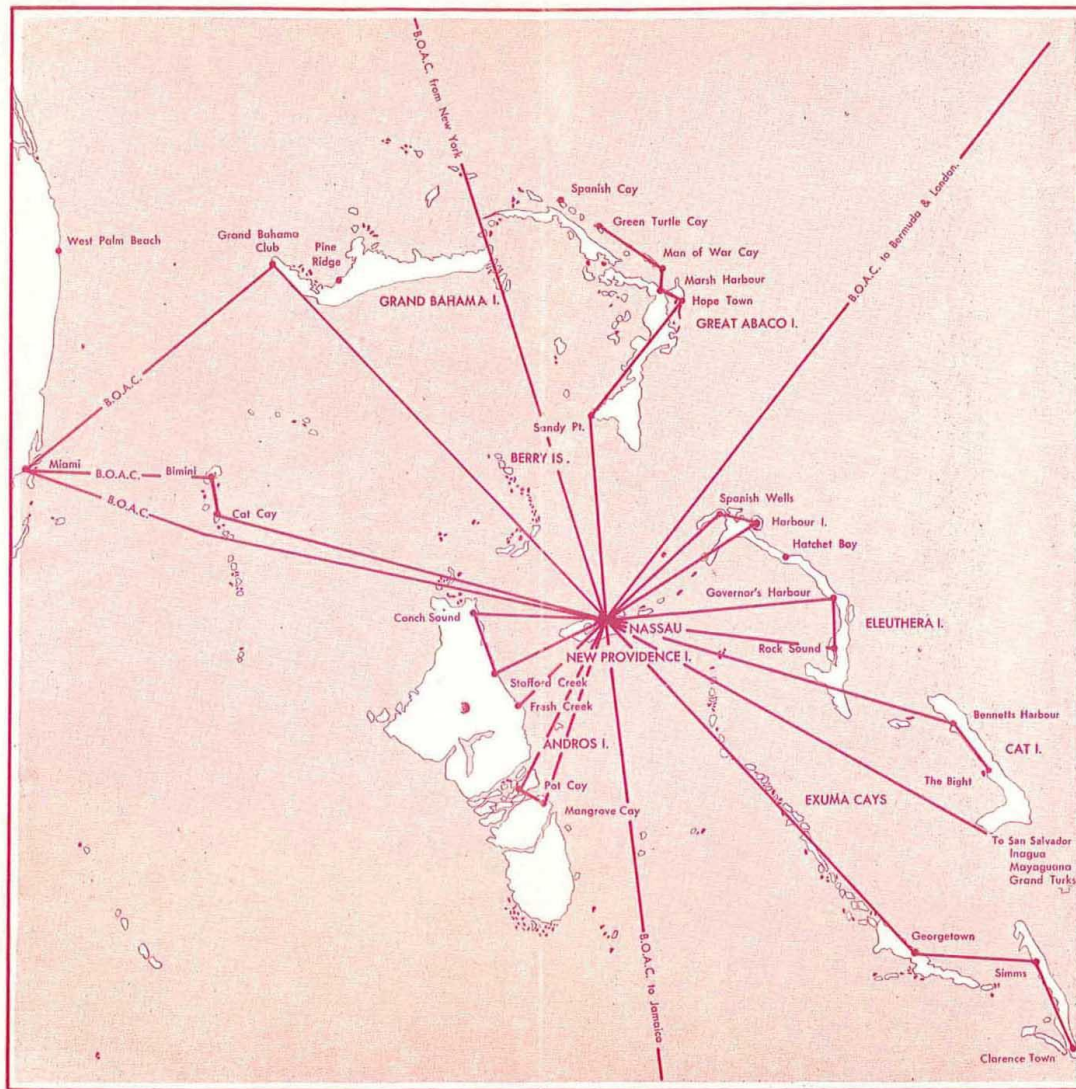 B.O.A.C. from New York
B.O.A.C. to Bermuda & London.
Spanish Cay
Green Turtle Cay
West Palm Beach
Grand Bahama
Club
Pine
Ridge
Man of War Cay
Marsh Harbour
GRAND BAHAMA I.
Hope Town
GREAT ABACO I.
B.O.A.C.
Sandy Pt.
BERRY IS.
Miami
B.O.A.C.
Bimini
B.O.A.C.
Cat Cay
Spanish Wells
Harbour I.
Hatchet Bay
Governor's Harbour
Conch Sound
NASSAU
ELEUTHERA I.
Rock Sound
NEW PROVIDENCE I.
Stafford Creek
Frash Creek
Bennetts Harbour
ANDROS I.
CAT I.
The Bight
Pot Cay
EXUMA CAYS
Mangrove Cay
To San Salvador
Inagua
Mayaguana
Grand Turks
Georgetown
B.O.A.C. to Jamaica
Simms
Clarence Town